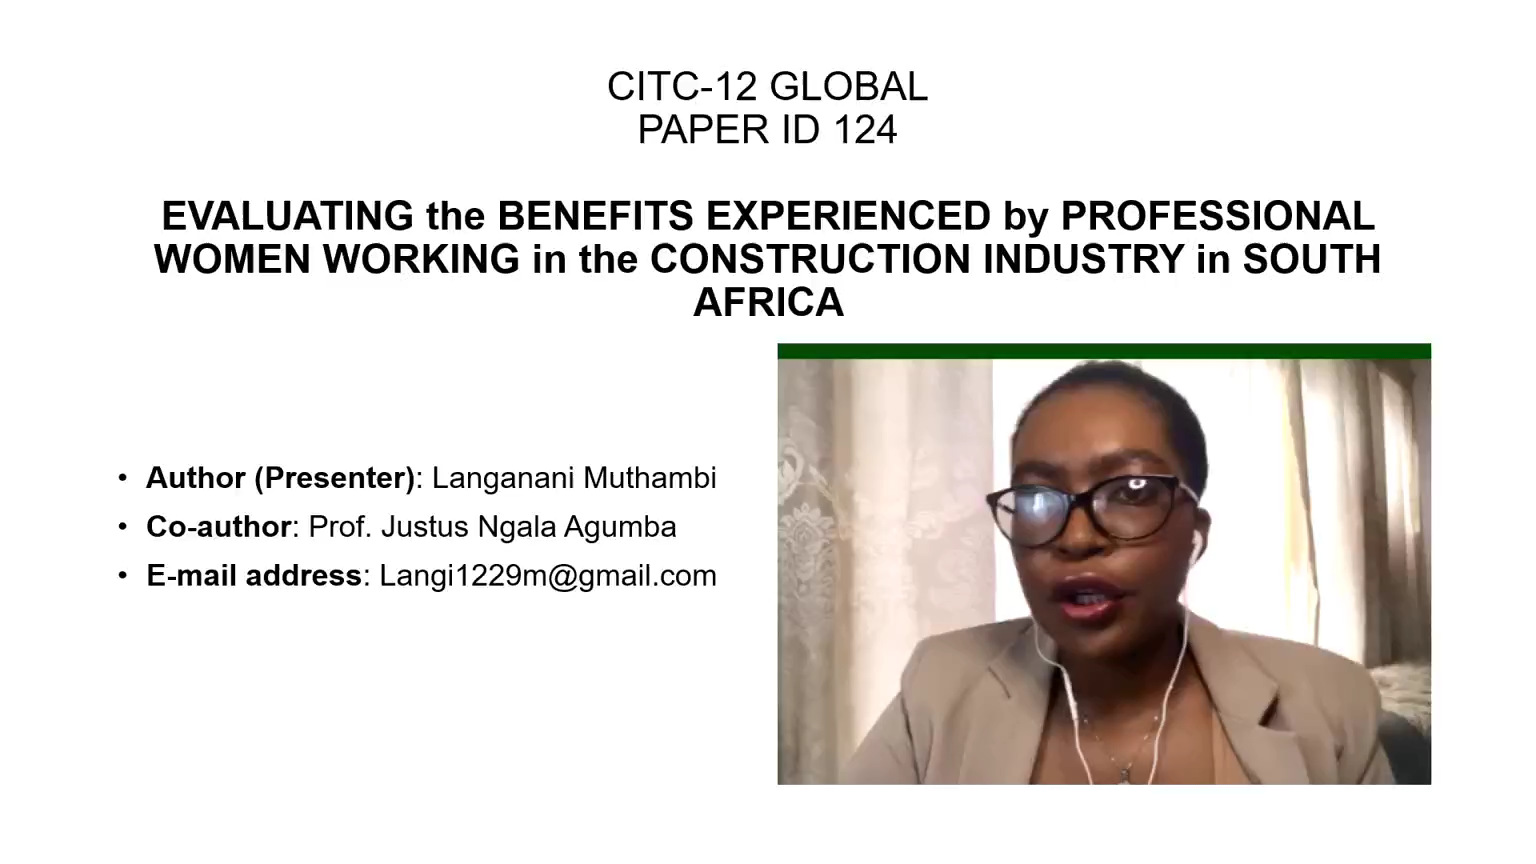 CITC-12 GLOBAL
PAPER ID 124
EVALUATING the BENEFITS EXPERIENCED by PROFESSIONAL
WOMEN WORKING in the CONSTRUCTION INDUSTRY in SOUTH
AFRICA
• Author (Presenter): Langanani Muthambi
• Co-author: Prof. Justus Ngala Agumba
• E-mail address: Langi1229m@gmail.com